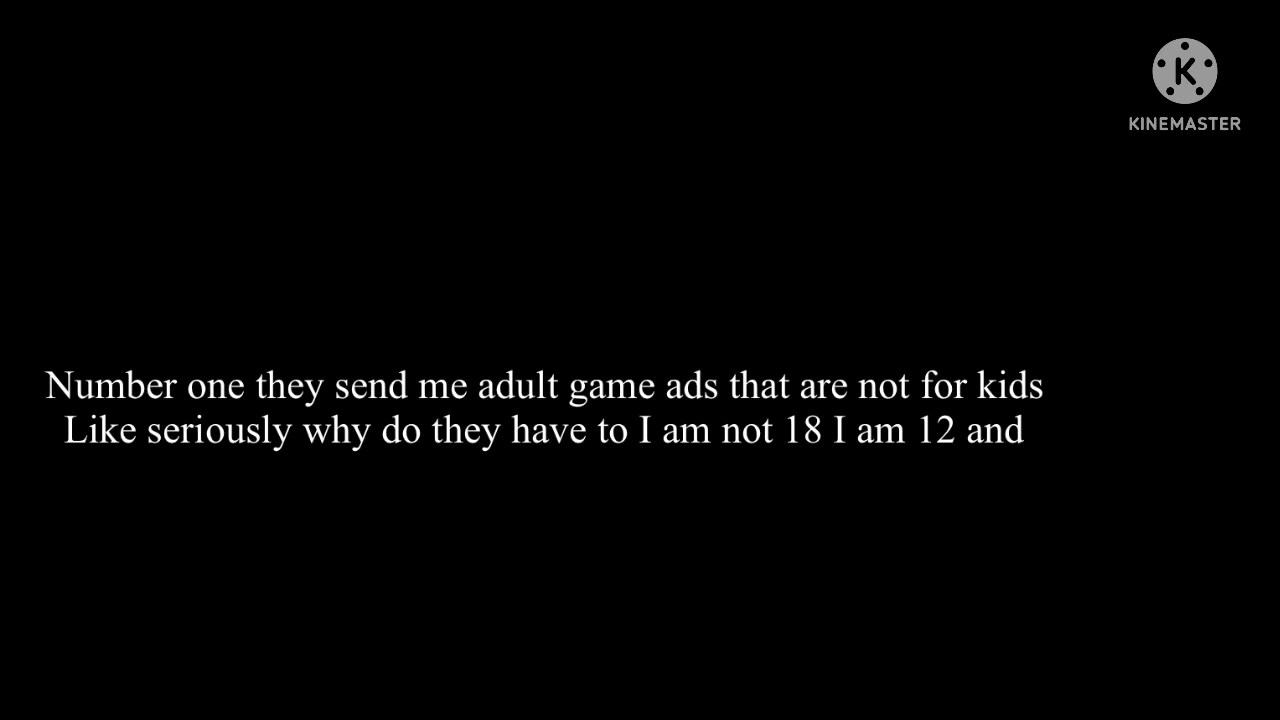 KINEMASTER
Number one they send me adult game ads that are not for kids
Like seriously why do they have to I am not 18 I am 12 and